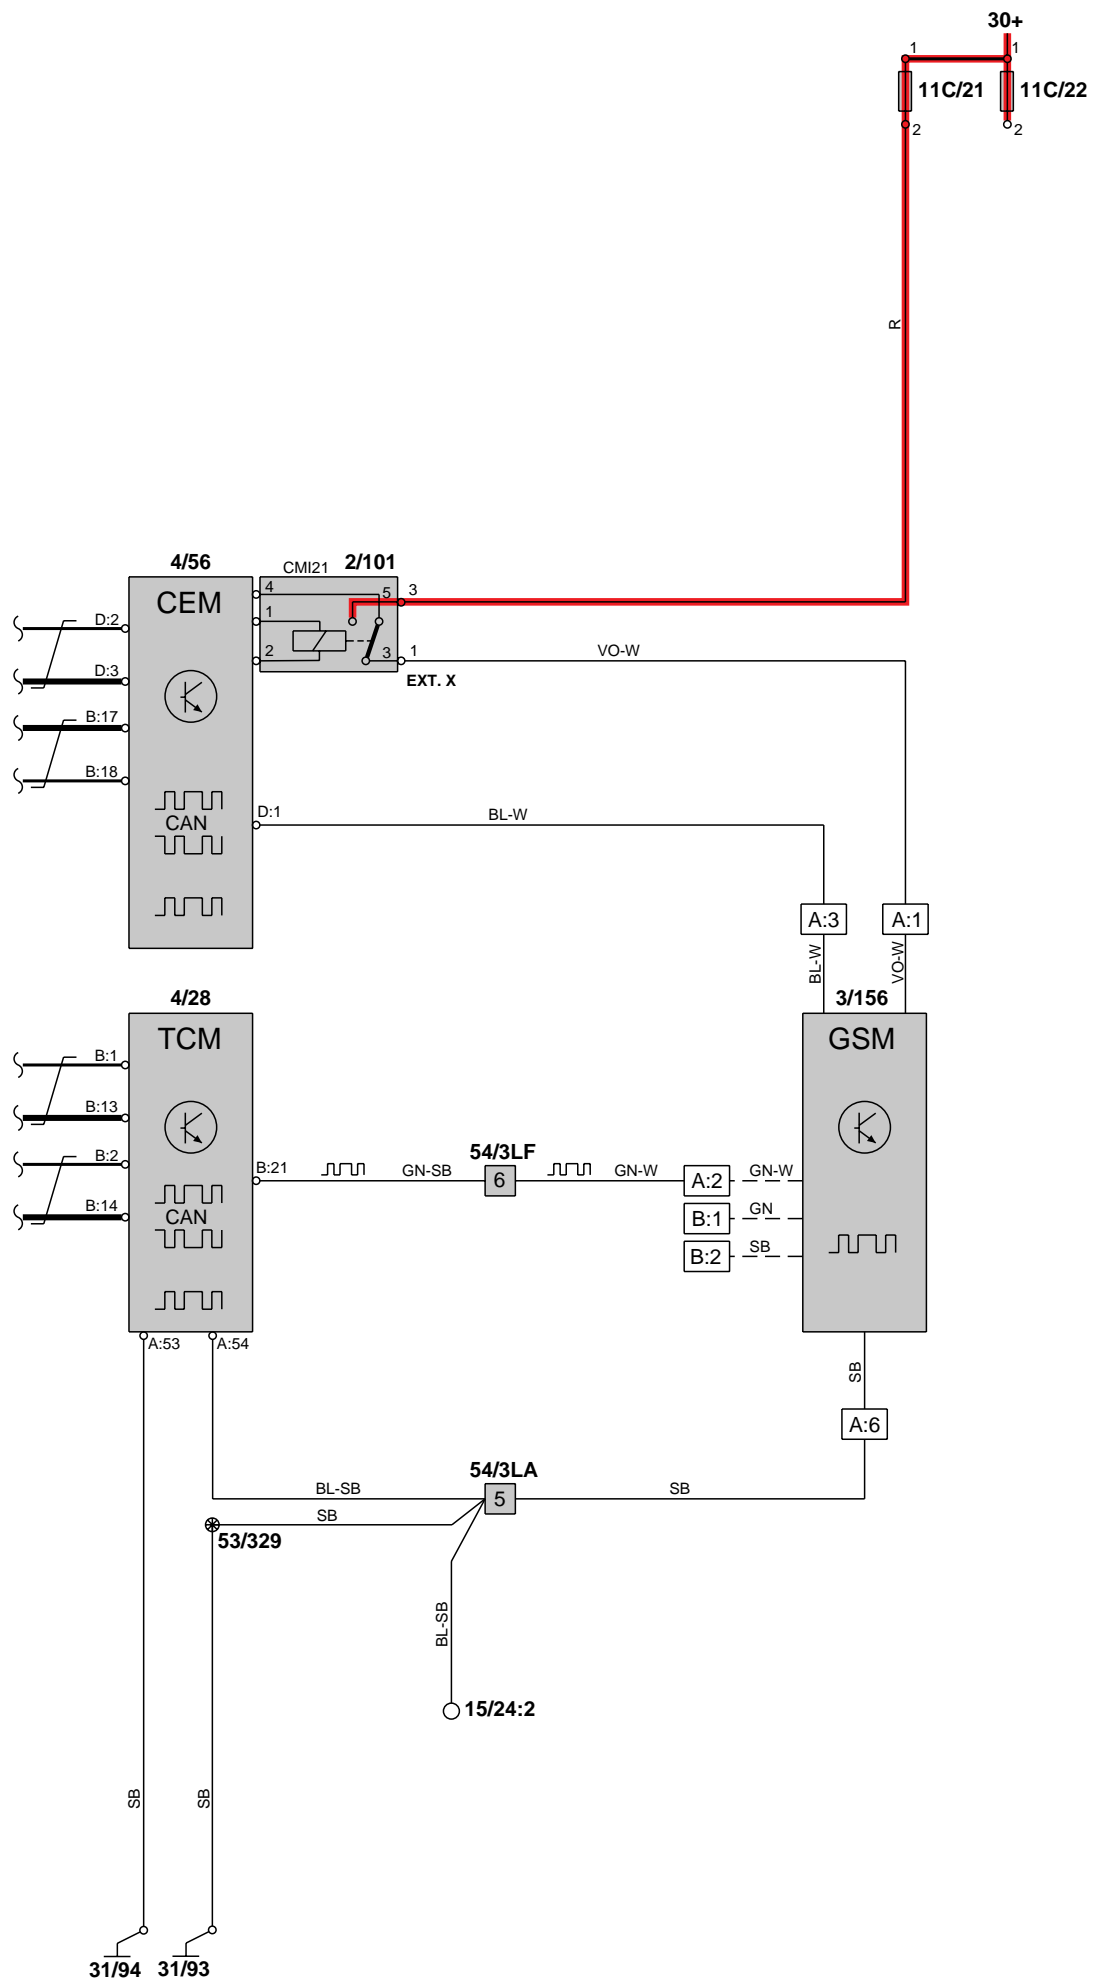 30+
1
1
11C/21
11C/22
2
2
R
4/56
CMI21
2/101
CEM
4
5
3
1
D:2
2
3
1
VO-W
D:3
EXT. X
B:17
B:18
D:1
BL-W
CAN
A:3
A:1
BL-W
VO-W
4/28
3/156
TCM
GSM
B:1
B:13
B:2
54/3LF
B:21
GN-SB
6
GN-W
A:2
GN-W
B:14
CAN
B:1
GN
B:2
SB
A:53
A:54
SB
A:6
54/3LA
BL-SB
5
SB
SB
53/329
BL-SB
15/24:2
SB
SB
31/94
31/93